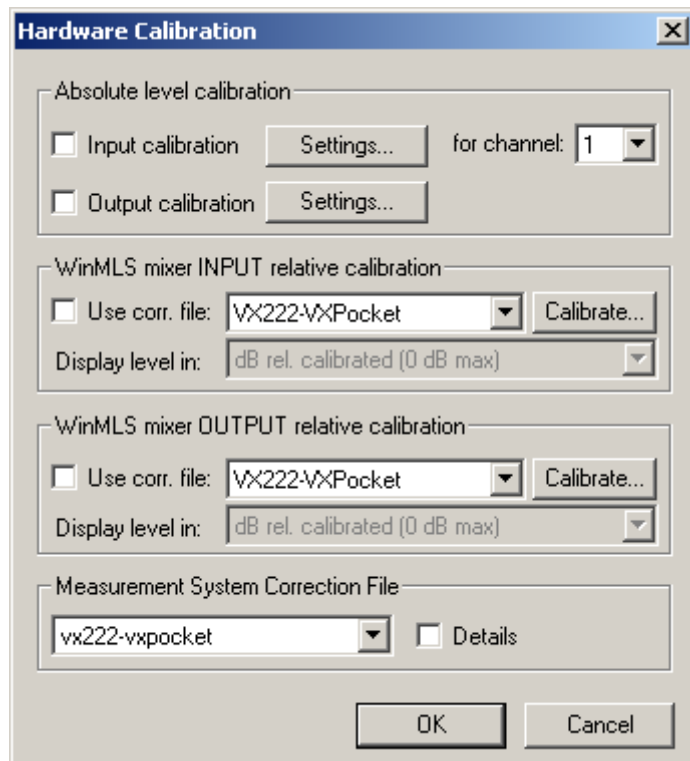 Hardware Calibration
Absolute level calibration
Input calibration Settings... for channel: 1
Output calibration Settings...
WinMLS mixer INPUT relative calibration
Use corr. file: VX222-VXPocket Calibrate...
Display level in: dB rel. calibrated (0 dB max)
WinMLS mixer OUTPUT relative calibration
Use corr. file: VX222-VXPocket Calibrate...
Display level in: dB rel. calibrated (0 dB max)
Measurement System Correction File
vx222-vxpocket Details
OK Cancel